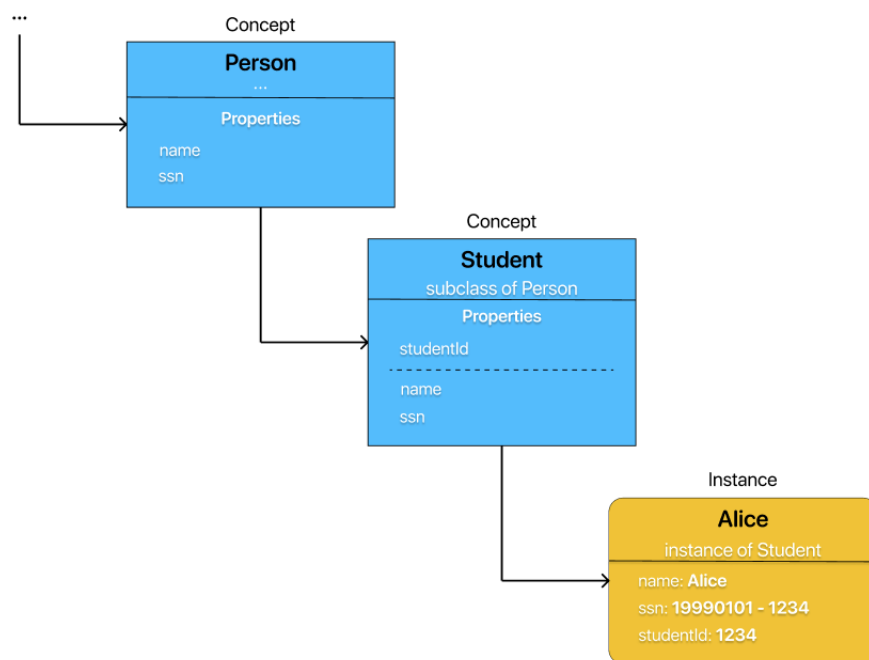 ...
Concept
Person
...
Properties
name
ssn
Concept
Student
subclass of Person
Properties
studentId
name
ssn
Instance
Alice
instance of Student
name: Alice
ssn: 19990101 - 1234
studentId: 1234